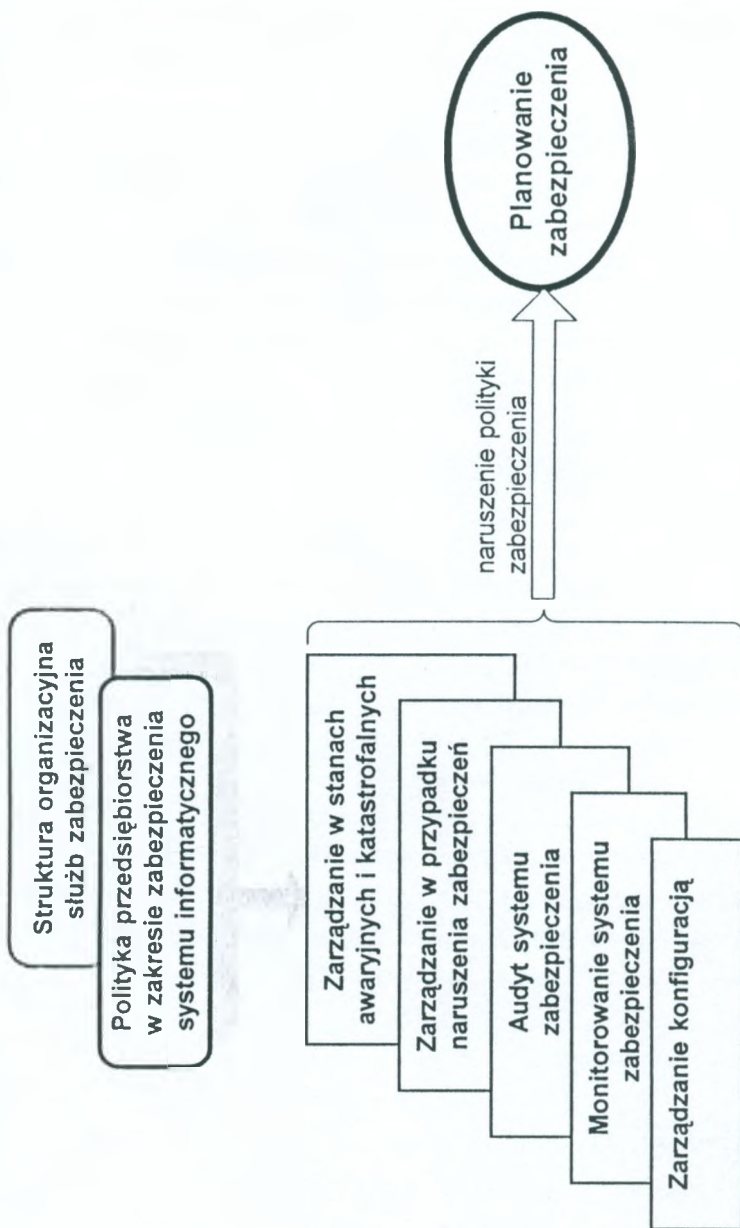 Struktura organizacyjna
służb zabezpieczenia
Polityka przedsiębiorstwa
w zakresie zabezpieczenia
systemu informatycznego
Zarządzanie w stanach
awaryjnych i katastrofalnych
Zarządzanie w przypadku
naruszenia zabezpieczeń
Audyt systemu
zabezpieczenia
Monitorowanie systemu
zabezpieczenia
Zarządzanie konfiguracją
naruszenie polityki
zabezpieczenia
Planowanie
zabezpieczenia